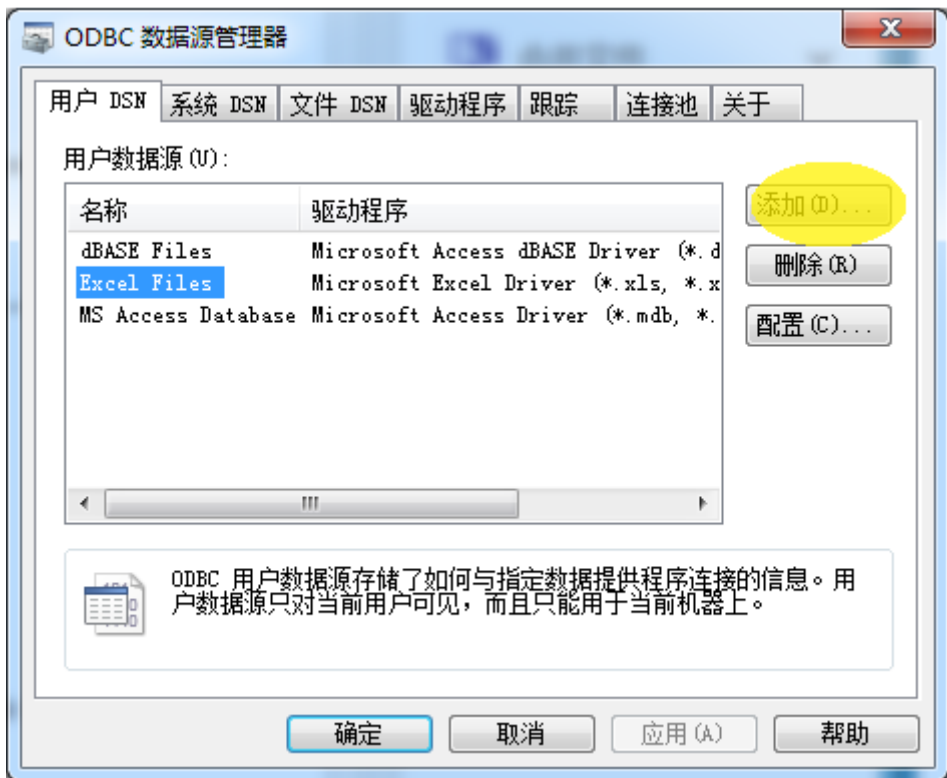 ODBC 数据源管理器
用户 DSN 系统 DSN 文件 DSN 驱动程序 跟踪 连接池 关于
用户数据源(U):
名称 驱动程序
添加(D)...
dBASE Files Microsoft Access dBASE Driver (*.d
Excel Files Microsoft Excel Driver (*.xls, *.x
MS Access Database Microsoft Access Driver (*.mdb, *.
删除(R)
配置(C)...
ODBC 用户数据源存储了如何与指定数据提供程序连接的信息。用
户数据源只对当前用户可见，而且只能用于当前机器上。
确定 取消 应用(A) 帮助